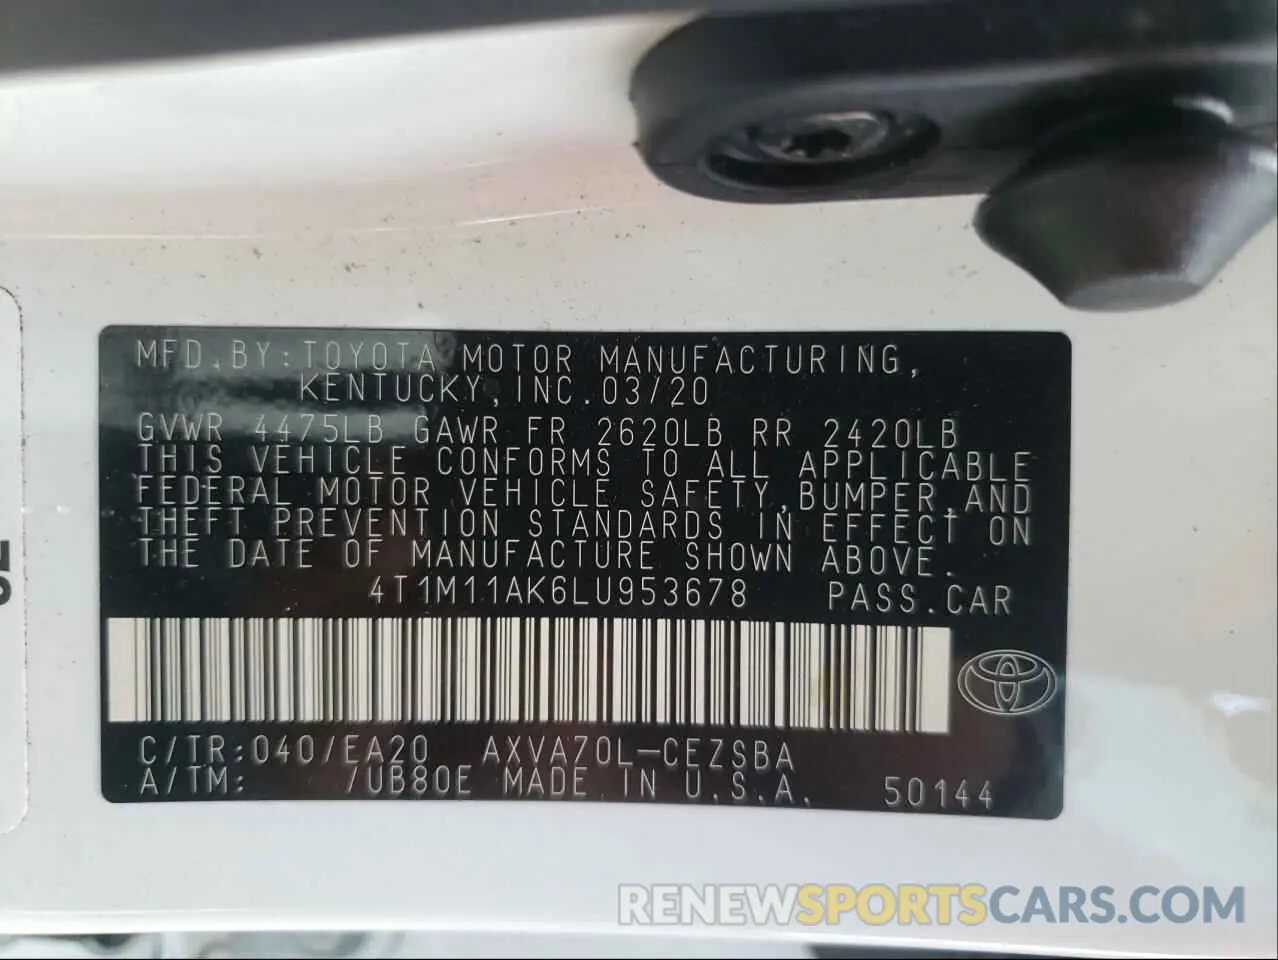 MFD.BY:TOYOTA MOTOR MANUFACTURING,
KENTUCKY,INC.03/20
GVWR 4475LB GAWR FR 2620LB RR 2420LB
THIS VEHICLE CONFORMS TO ALL APPLICABLE
FEDERAL MOTOR VEHICLE SAFETY,BUMPER,AND
THEFT PREVENTION STANDARDS IN EFFECT ON
THE DATE OF MANUFACTURE SHOWN ABOVE.
4T1M11AK6LU953678 PASS.CAR
C/TR:040/EA20 AXVA70L-CEZSBA
A/TM: /UB80E MADE IN U.S.A. 50144
RENEWSPORTSCARS.COM